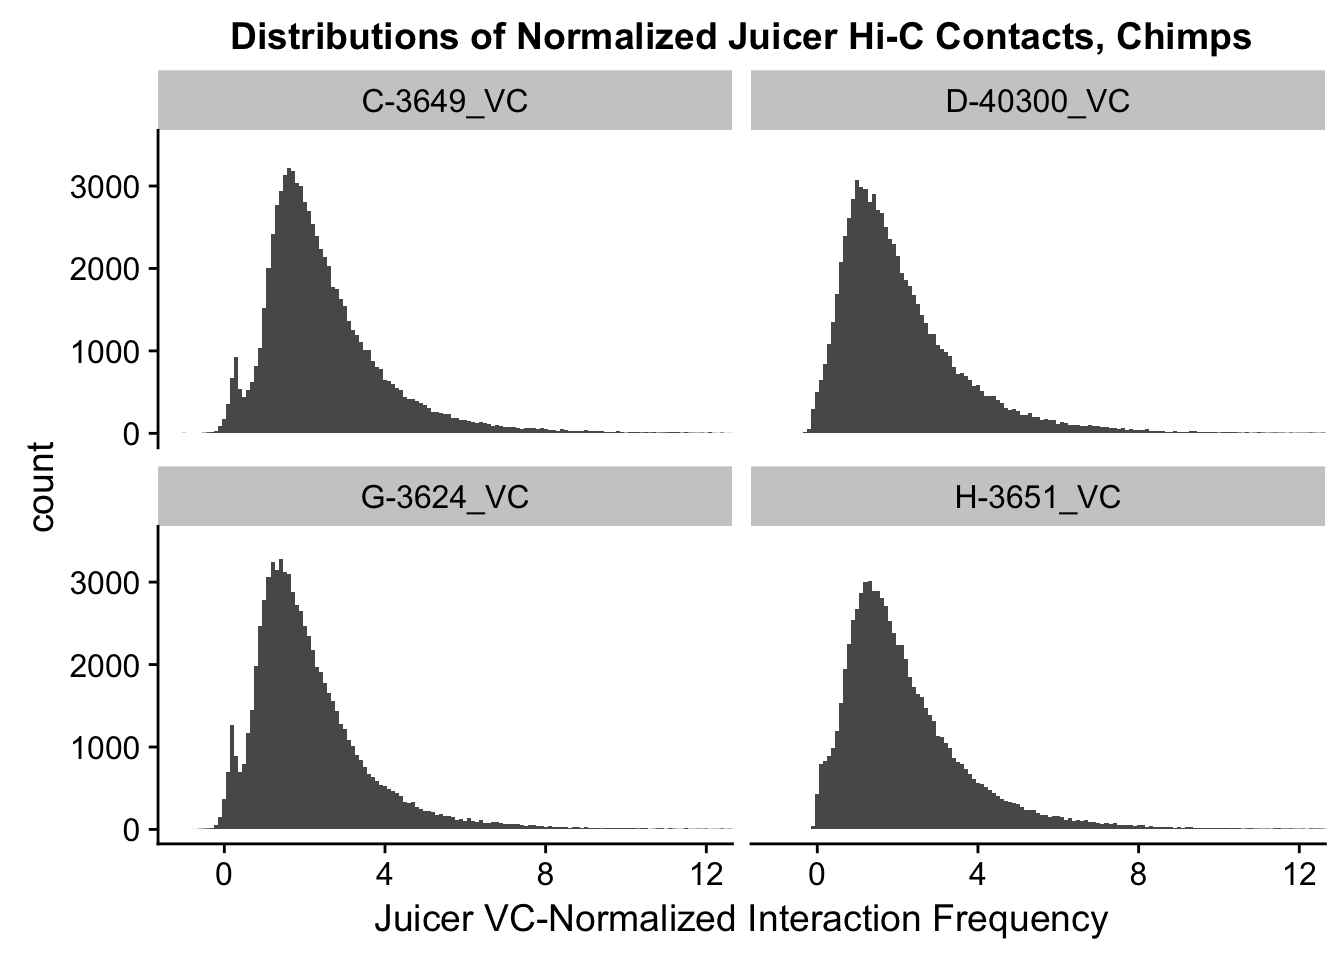 Distributions of Normalized Juicer Hi-C Contacts, Chimps
C-3649_VC
D-40300_VC
3000
2000
1000
0
G-3624_VC
H-3651_VC
3000
2000
1000
0
count
0 4 8 12
0 4 8 12
Juicer VC-Normalized Interaction Frequency